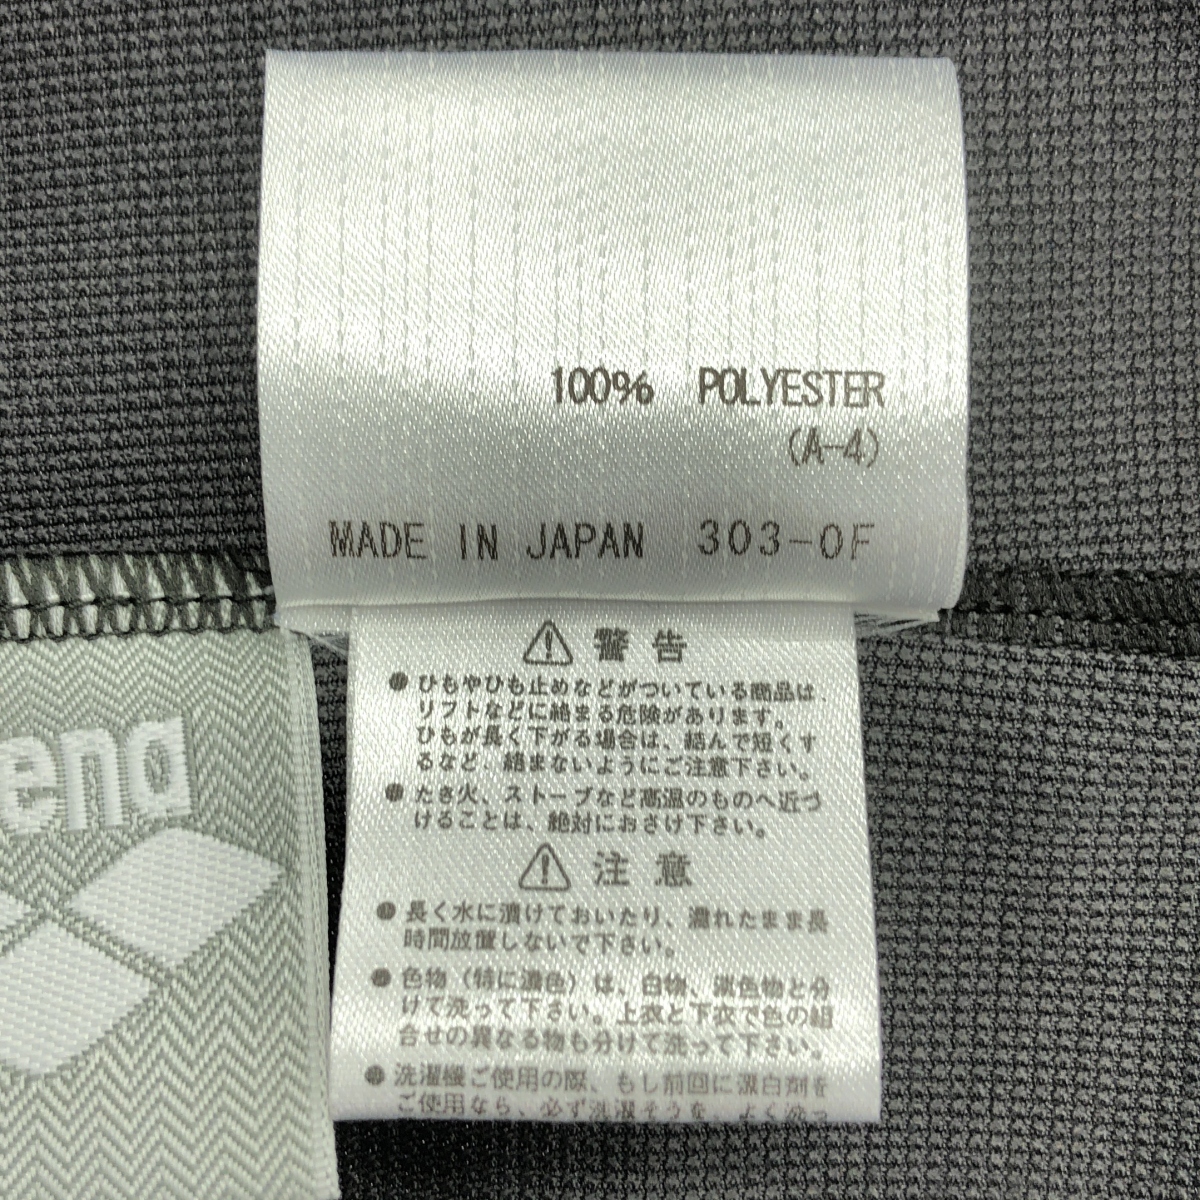 100% POLYESTER
(A-4)
MADE IN JAPAN 303-0F
ena
⚠ 警告
●ひもやひも止めなどがついている商品は、
リフトなどに絡まる危険があります。
ひもが長く下がる場合は、結んで短くす
るなど、絡まないようにご注意下さい。
●たき火、ストーブなど高温のものへ近づ
けることは、絶対におさけ下さい。
⚠ 注意
●長く水に漬けておいたり、濡れたまま長
時間放置しないで下さい。
●色物(特に濃色)は、白物、淡色物と分
けて洗って下さい。上衣と下衣で色の組
合せの異なる物も分けて洗って下さい。
●洗濯機ご使用の際、もし前回に漂白剤を
ご使用なら、必ず洗濯そうを、よく洗っ